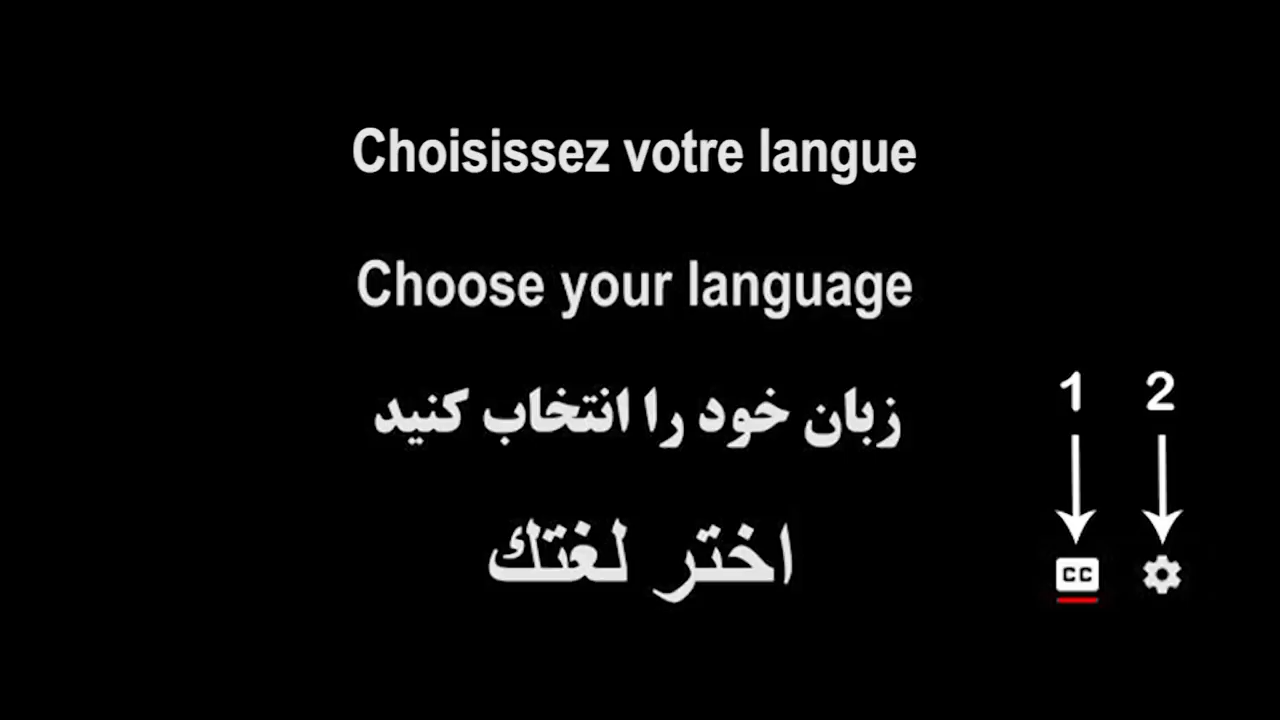 Choisissez votre langue
Choose your language
زبان خود را انتخاب کنید
اختر لغتك
1 2
CC